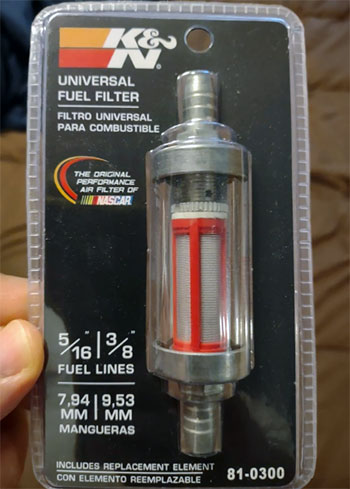 K&N
UNIVERSAL
FUEL FILTER
FILTRO UNIVERSAL
PARA COMBUSTIBLE
THE ORIGINAL
PERFORMANCE
AIR FILTER OF
NASCAR
5/16" | 3/8"
FUEL LINES
7,94 | 9,53
MM | MM
MANGUERAS
INCLUDES REPLACEMENT ELEMENT
CON ELEMENTO REEMPLAZABLE
81-0300